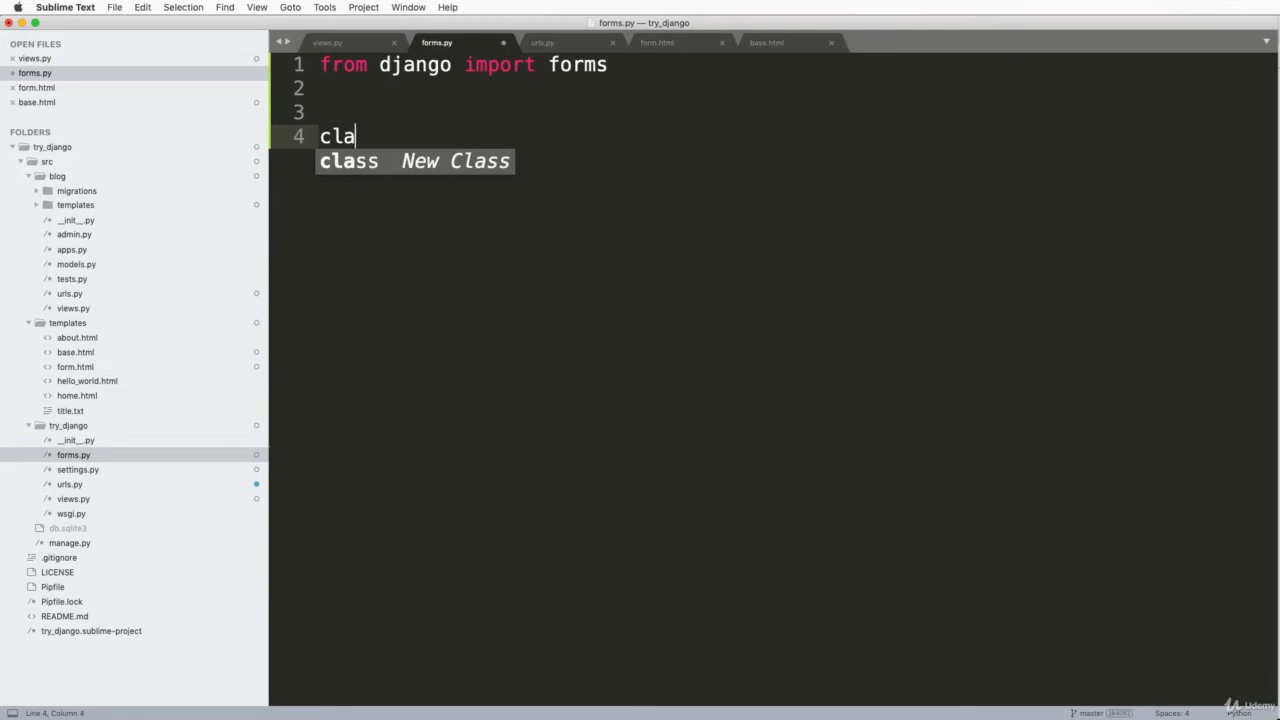 Sublime Text File Edit Selection Find View Goto Tools Project Window Help
forms.py — try_django
OPEN FILES
views.py
forms.py
form.html
base.html
FOLDERS
try_django
src
blog
migrations
templates
__init__.py
admin.py
apps.py
models.py
tests.py
urls.py
views.py
templates
about.html
base.html
form.html
hello_world.html
home.html
title.txt
try_django
__init__.py
forms.py
settings.py
urls.py
views.py
wsgi.py
db.sqlite3
manage.py
.gitignore
LICENSE
Pipfile
Pipfile.lock
README.md
try_django.sublime-project
views.py forms.py urls.py form.html base.html
1 from django import forms
2
3
4 cla
class New Class
Line 4, Column 4
master
Spaces: 4
Python
Udemy